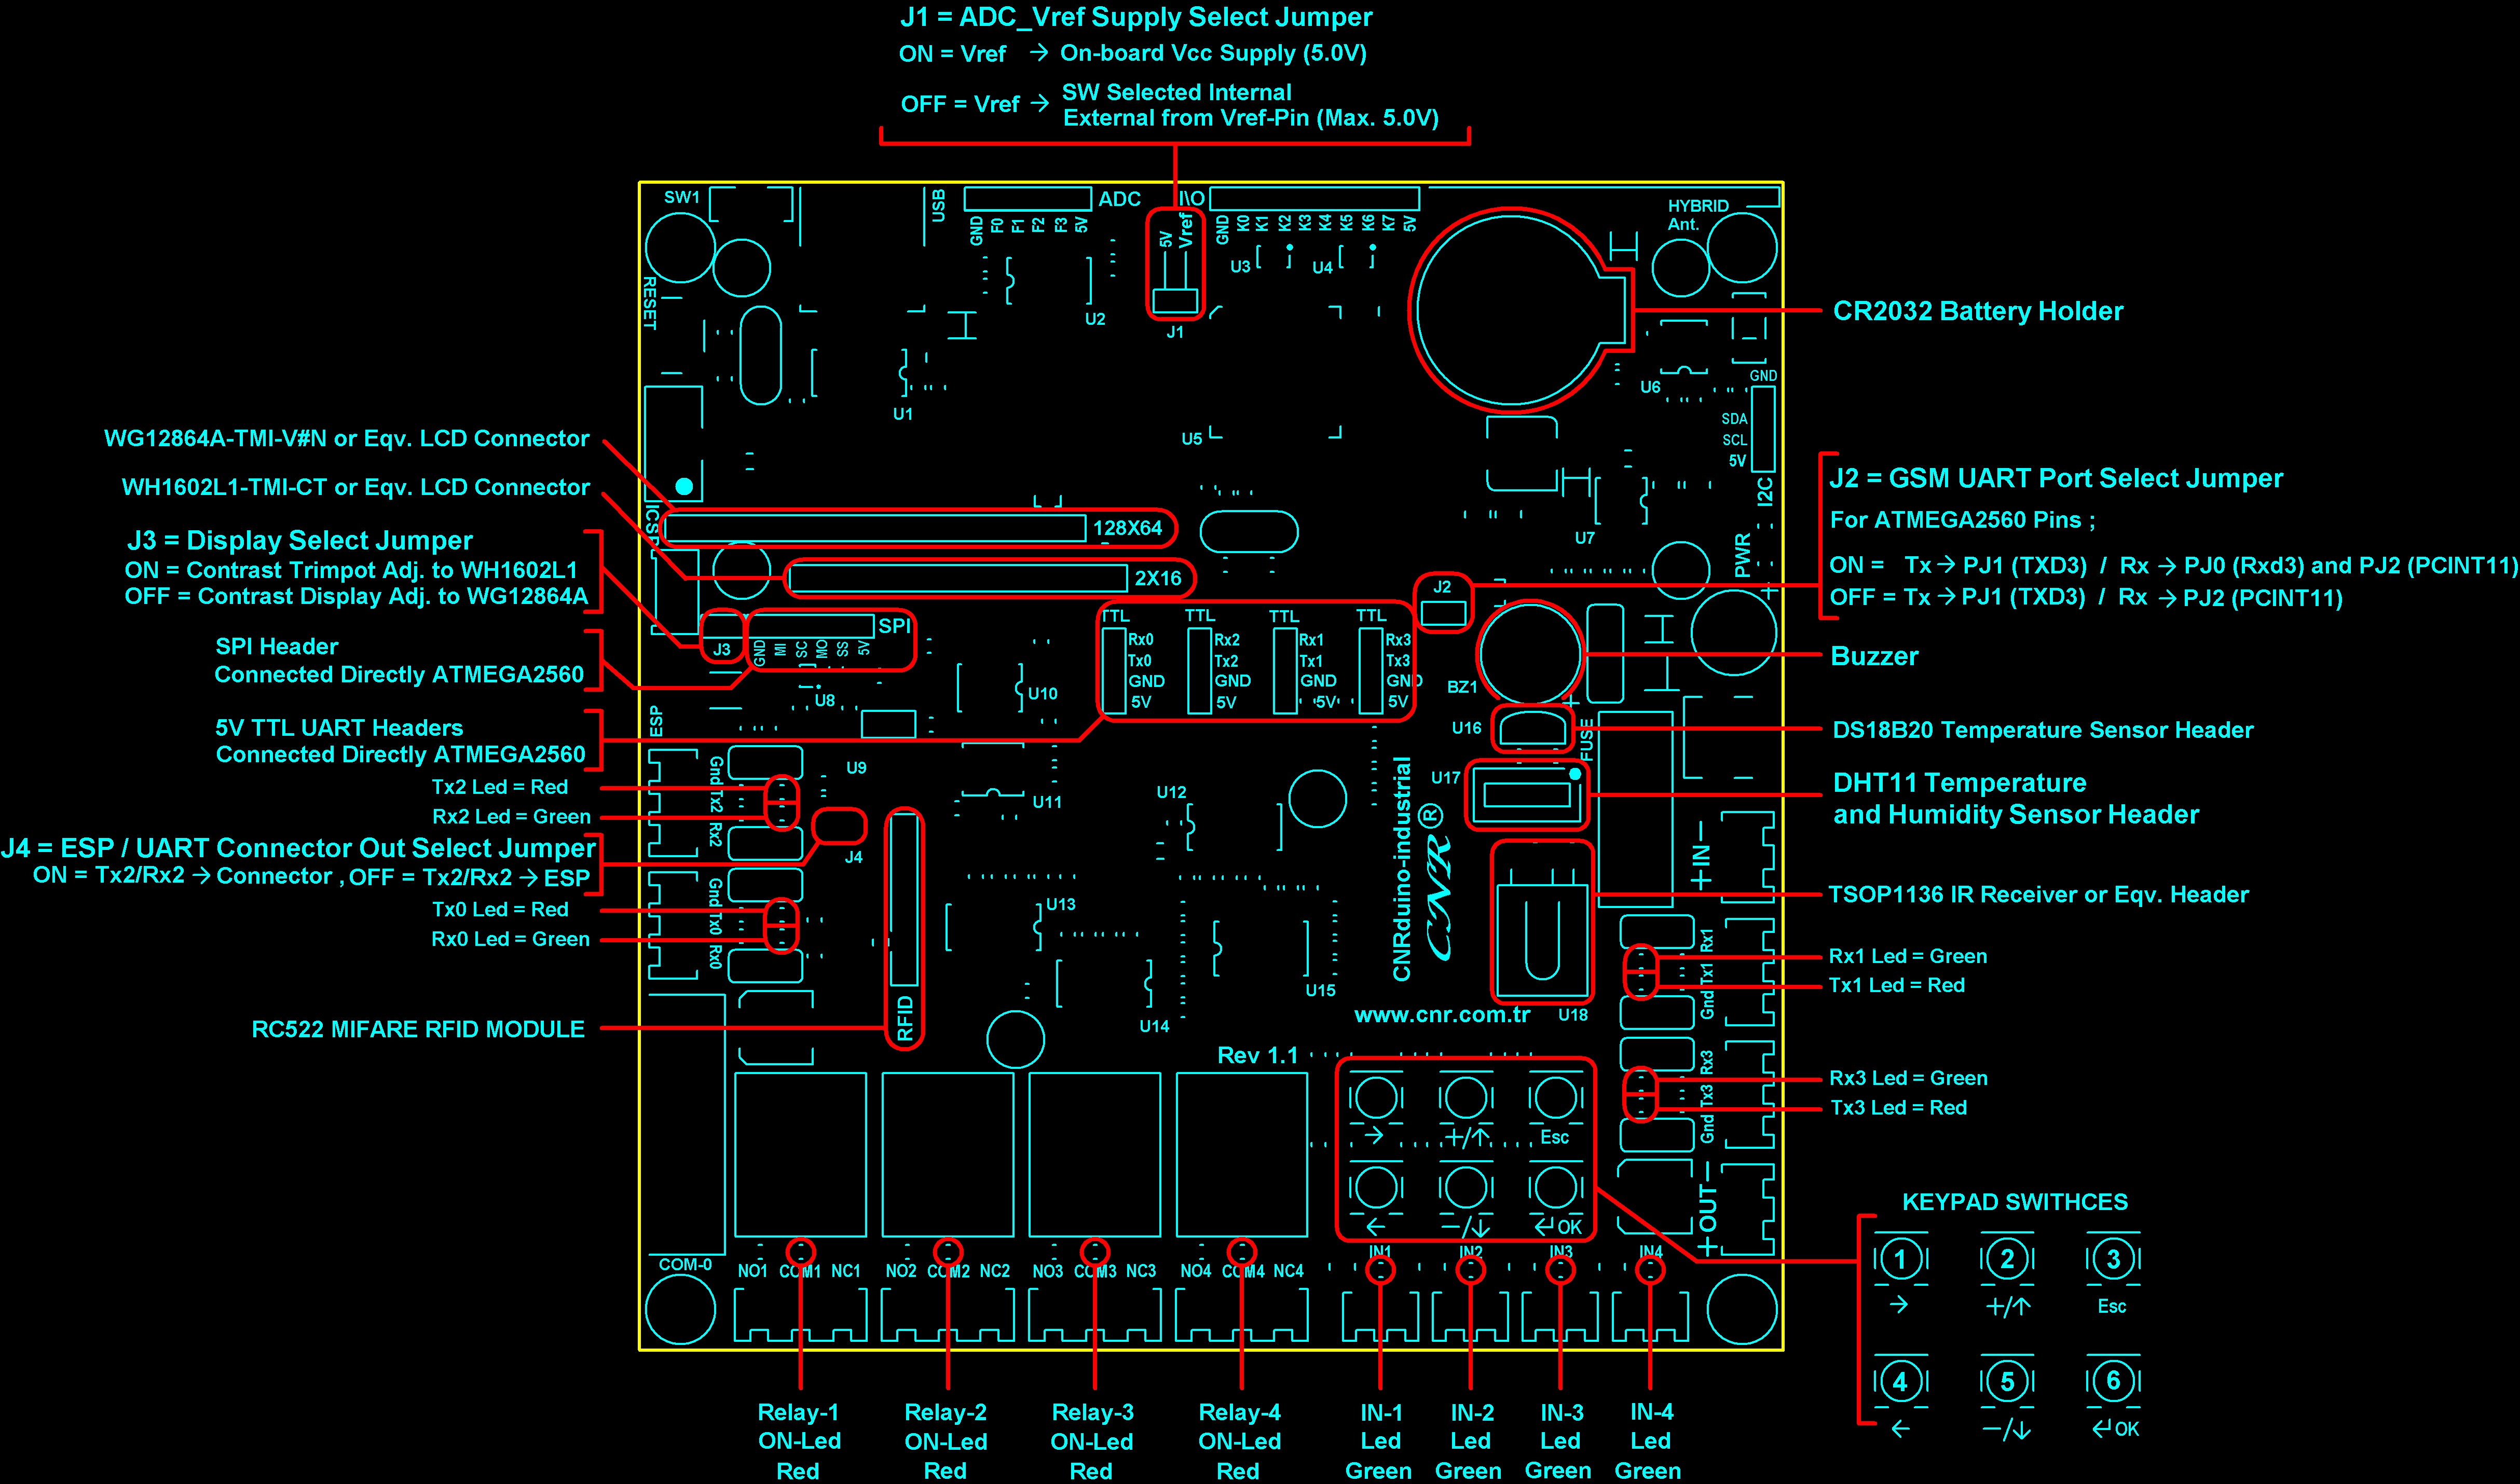 J1 = ADC_Vref Supply Select Jumper
ON = Vref → On-board Vcc Supply (5.0V)
OFF = Vref → SW Selected Internal
External from Vref-Pin (Max. 5.0V)
SW1
USB
ADC
I\O
GND F0 F1 F2 F3 5V
5V Vref
GND K0 K1 K2 K3 K4 K5 K6 K7 5V
HYBRID
Ant.
RESET
U2
J1
U3
U4
U1
U5
U6
GND
SDA
SCL
5V
I2C
CR2032 Battery Holder
WG12864A-TMI-V#N or Eqv. LCD Connector
WH1602L1-TMI-CT or Eqv. LCD Connector
J3 = Display Select Jumper
ON = Contrast Trimpot Adj. to WH1602L1
OFF = Contrast Display Adj. to WG12864A
SPI Header
Connected Directly ATMEGA2560
5V TTL UART Headers
Connected Directly ATMEGA2560
Tx2 Led = Red
Rx2 Led = Green
J4 = ESP / UART Connector Out Select Jumper
ON = Tx2/Rx2 → Connector , OFF = Tx2/Rx2 → ESP
Tx0 Led = Red
Rx0 Led = Green
RC522 MIFARE RFID MODULE
ICSP
128X64
2X16
U7
PWR
+
J2
J3
SPI
GND MI SC MO SS 5V
TTL TTL TTL TTL
Rx0 Rx2 Rx1 Rx3
Tx0 Tx2 Tx1 Tx3
GND GND GND GND
5V 5V 5V 5V
U8
U10
BZ1
+
U16
FUSE
ESP
U9
U11
U12
U17
Gnd Tx2 Rx2
J4
Gnd Tx0 Rx0
U13
U14
U15
RFID
CNRduino-industrial
CNR®
www.cnr.com.tr
U18
Rev 1.1
+IN−
Rx1
Tx1
Gnd
Rx3
Tx3
Gnd
+OUT−
J2 = GSM UART Port Select Jumper
For ATMEGA2560 Pins ;
ON = Tx → PJ1 (TXD3) / Rx → PJ0 (Rxd3) and PJ2 (PCINT11)
OFF = Tx → PJ1 (TXD3) / Rx → PJ2 (PCINT11)
Buzzer
DS18B20 Temperature Sensor Header
DHT11 Temperature
and Humidity Sensor Header
TSOP1136 IR Receiver or Eqv. Header
Rx1 Led = Green
Tx1 Led = Red
Rx3 Led = Green
Tx3 Led = Red
→ +/↑ Esc
← −/↓ ↵OK
IN1 IN2 IN3 IN4
COM-0
NO1 COM1 NC1 NO2 COM2 NC2 NO3 COM3 NC3 NO4 COM4 NC4
KEYPAD SWITHCES
1 2 3
→ +/↑ Esc
4 5 6
← −/↓ ↵OK
Relay-1 Relay-2 Relay-3 Relay-4 IN-1 IN-2 IN-3 IN-4
ON-Led ON-Led ON-Led ON-Led Led Led Led Led
Red Red Red Red Green Green Green Green